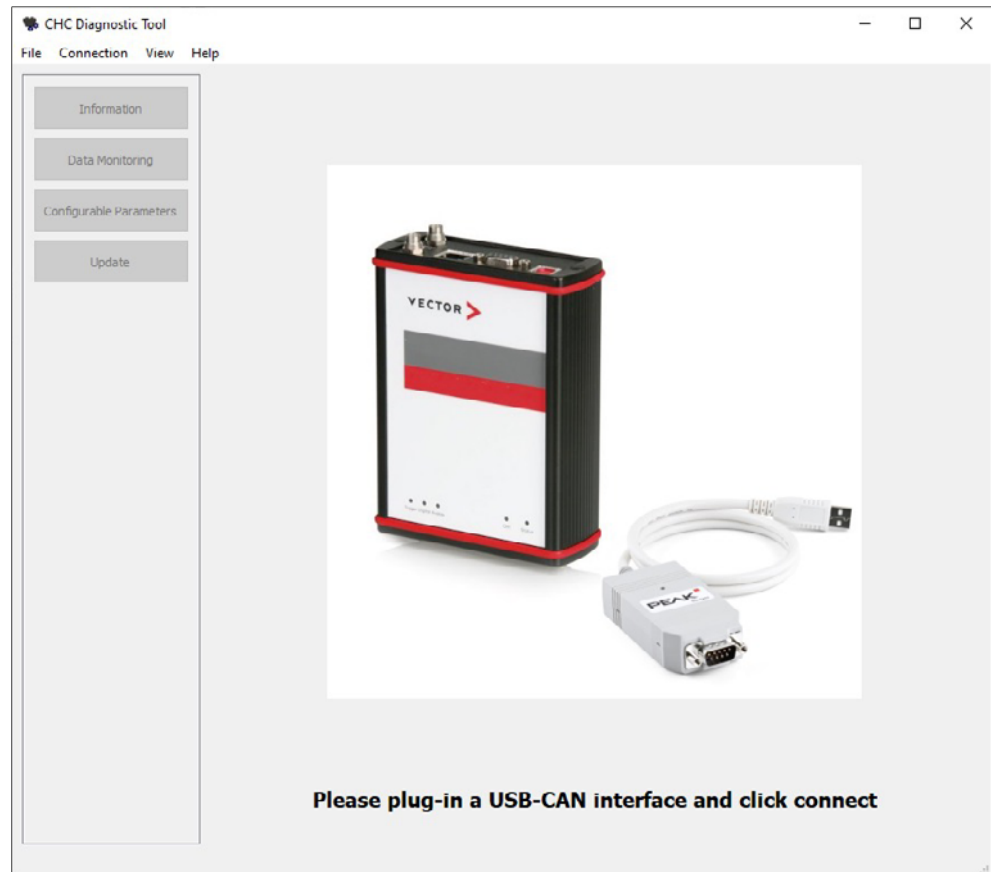 CHC Diagnostic Tool
File Connection View Help
Information
Data Monitoring
Configurable Parameters
Update
VECTOR
PEAK
Please plug-in a USB-CAN interface and click connect